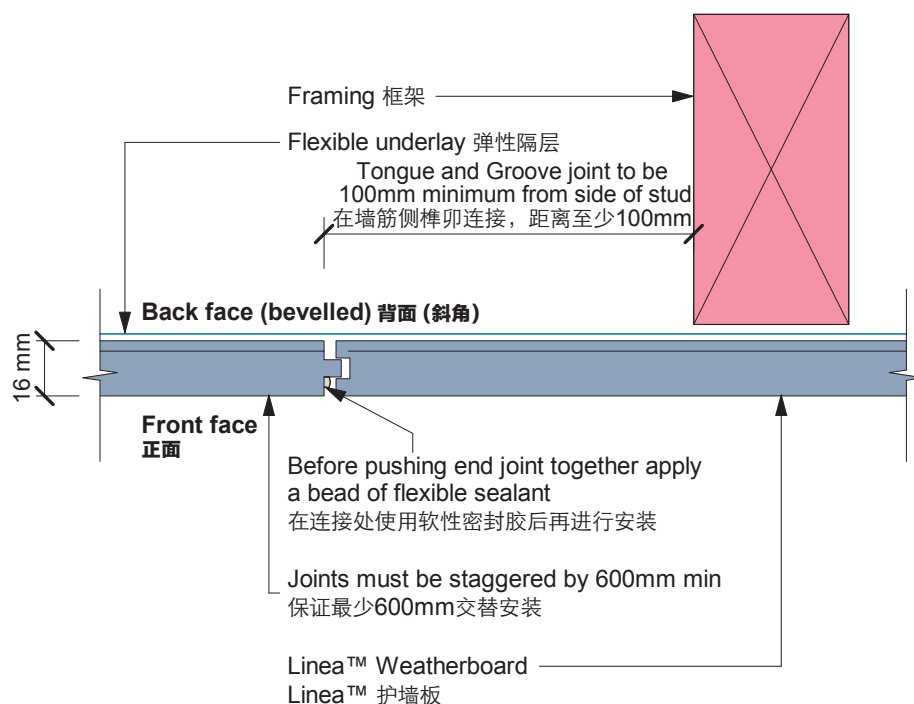 Framing 框架
Flexible underlay 弹性隔层
Tongue and Groove joint to be
100mm minimum from side of stud
在墙筋侧榫卯连接，距离至少100mm
Back face (bevelled) 背面 (斜角)
16 mm
Front face
正面
Before pushing end joint together apply
a bead of flexible sealant
在连接处使用软性密封胶后再进行安装
Joints must be staggered by 600mm min
保证最少600mm交替安装
Linea™ Weatherboard
Linea™ 护墙板